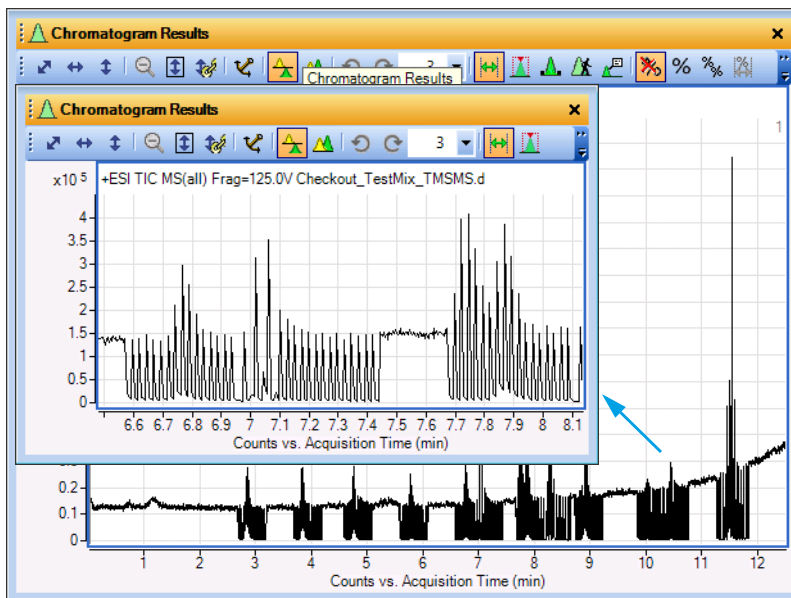 Chromatogram Results
3
Chromatogram Results
% %%
Chromatogram Results
3
1
x10 5 +ESI TIC MS(all) Frag=125.0V Checkout_TestMix_TMSMS.d
4
3.5
3
2.5
2
1.5
1
0.5
0
6.6 6.7 6.8 6.9 7 7.1 7.2 7.3 7.4 7.5 7.6 7.7 7.8 7.9 8 8.1
Counts vs. Acquisition Time (min)
0.2
0.1
0
1 2 3 4 5 6 7 8 9 10 11 12
Counts vs. Acquisition Time (min)